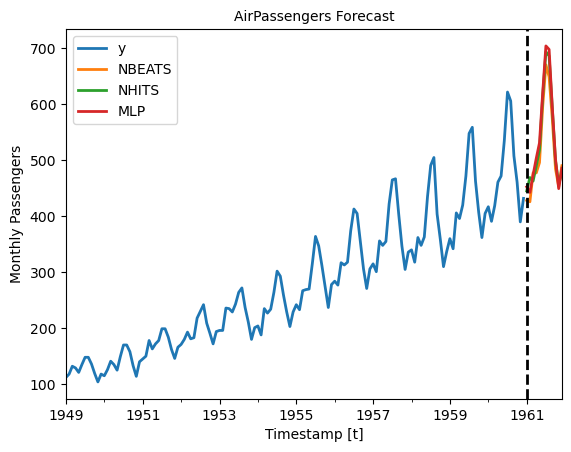 AirPassengers Forecast
y
NBEATS
NHITS
MLP
Monthly Passengers
700
600
500
400
300
200
100
1949 1951 1953 1955 1957 1959 1961
Timestamp [t]